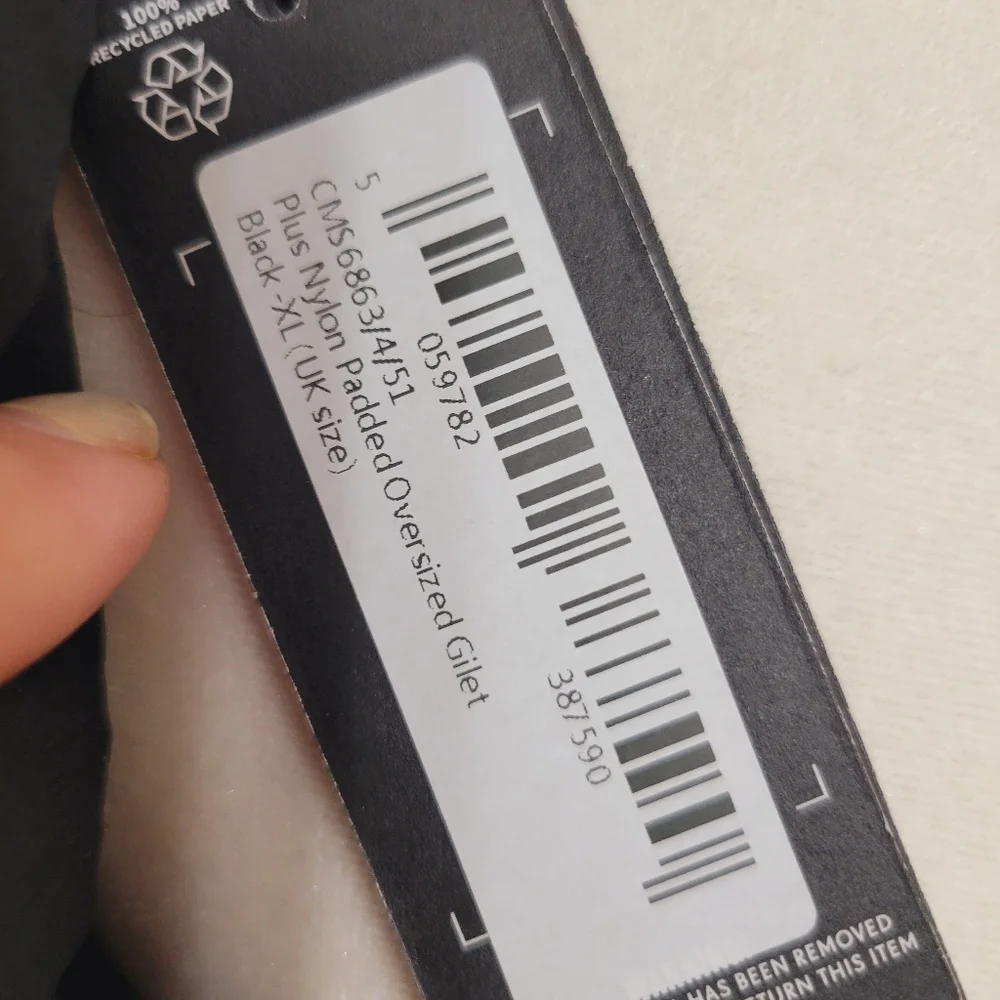 100%
RECYCLED PAPER
5 059782 387590
CMS6863/4/51
Plus Nylon Padded Oversized Gilet
Black -XL(UK size)
HAS BEEN REMOVED
THIS ITEM